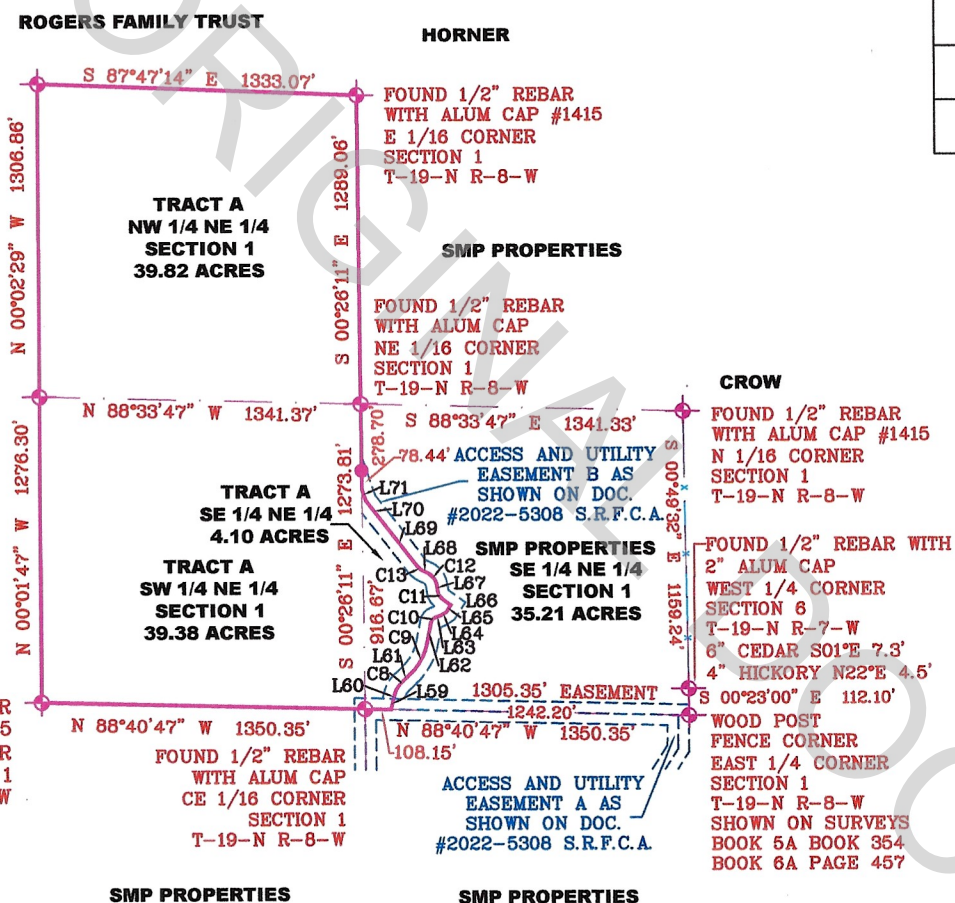 ROGERS FAMILY TRUST
HORNER
S 87°47'14" E 1333.07'
FOUND 1/2" REBAR
WITH ALUM CAP #1415
E 1/16 CORNER
SECTION 1
T-19-N R-8-W
N 00°02'29" W 1306.86'
S 00°26'11" E 1289.06'
TRACT A
NW 1/4 NE 1/4
SECTION 1
39.82 ACRES
SMP PROPERTIES
FOUND 1/2" REBAR
WITH ALUM CAP
NE 1/16 CORNER
SECTION 1
T-19-N R-8-W
CROW
N 88°33'47" W 1341.37'
S 88°33'47" E 1341.33'
FOUND 1/2" REBAR
WITH ALUM CAP #1415
N 1/16 CORNER
SECTION 1
T-19-N R-8-W
N 00°01'47" W 1276.30'
S 00°26'11" E 1273.81'
278.70'
78.44'
916.67'
ACCESS AND UTILITY
EASEMENT B AS
SHOWN ON DOC.
#2022-5308 S.R.F.C.A.
S 00°49'32" E 1159.24'
TRACT A
SE 1/4 NE 1/4
4.10 ACRES
TRACT A
SW 1/4 NE 1/4
SECTION 1
39.38 ACRES
L71
L70
L69
L68
C13
C12
L67
C11
L66
L65
C10
L64
L63
C9
L62
L61
C8
L60
L59
SMP PROPERTIES
SE 1/4 NE 1/4
SECTION 1
35.21 ACRES
FOUND 1/2" REBAR WITH
2" ALUM CAP
WEST 1/4 CORNER
SECTION 6
T-19-N R-7-W
6" CEDAR S01°E 7.3'
4" HICKORY N22°E 4.5'
1305.35' EASEMENT
S 00°23'00" E 112.10'
1242.20'
N 88°40'47" W 1350.35'
N 88°40'47" W 1350.35'
108.15'
R
5
R
1
W
FOUND 1/2" REBAR
WITH ALUM CAP
CE 1/16 CORNER
SECTION 1
T-19-N R-8-W
ACCESS AND UTILITY
EASEMENT A AS
SHOWN ON DOC.
#2022-5308 S.R.F.C.A.
WOOD POST
FENCE CORNER
EAST 1/4 CORNER
SECTION 1
T-19-N R-8-W
SHOWN ON SURVEYS
BOOK 5A BOOK 354
BOOK 6A PAGE 457
SMP PROPERTIES
SMP PROPERTIES
ORIGINAL DOC